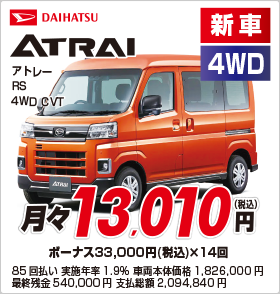 DAIHATSU
新車
ATRAI
4WD
アトレー
RS
4WD CVT
月々13,010円(税込)
ボーナス33,000円(税込)×14回
85回払い 実施年率1.9% 車両本体価格 1,826,000円
最終残金 540,000円 支払総額 2,094,840円